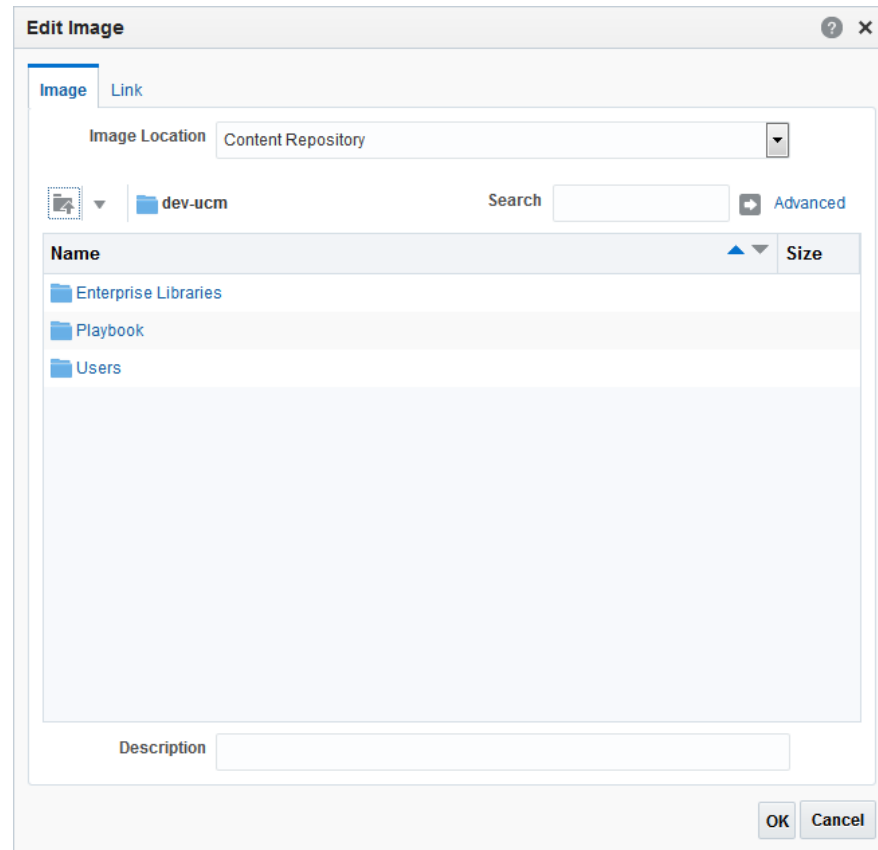 Edit Image
Image Link
Image Location Content Repository
dev-ucm Search Advanced
Name Size
Enterprise Libraries
Playbook
Users
Description
OK Cancel